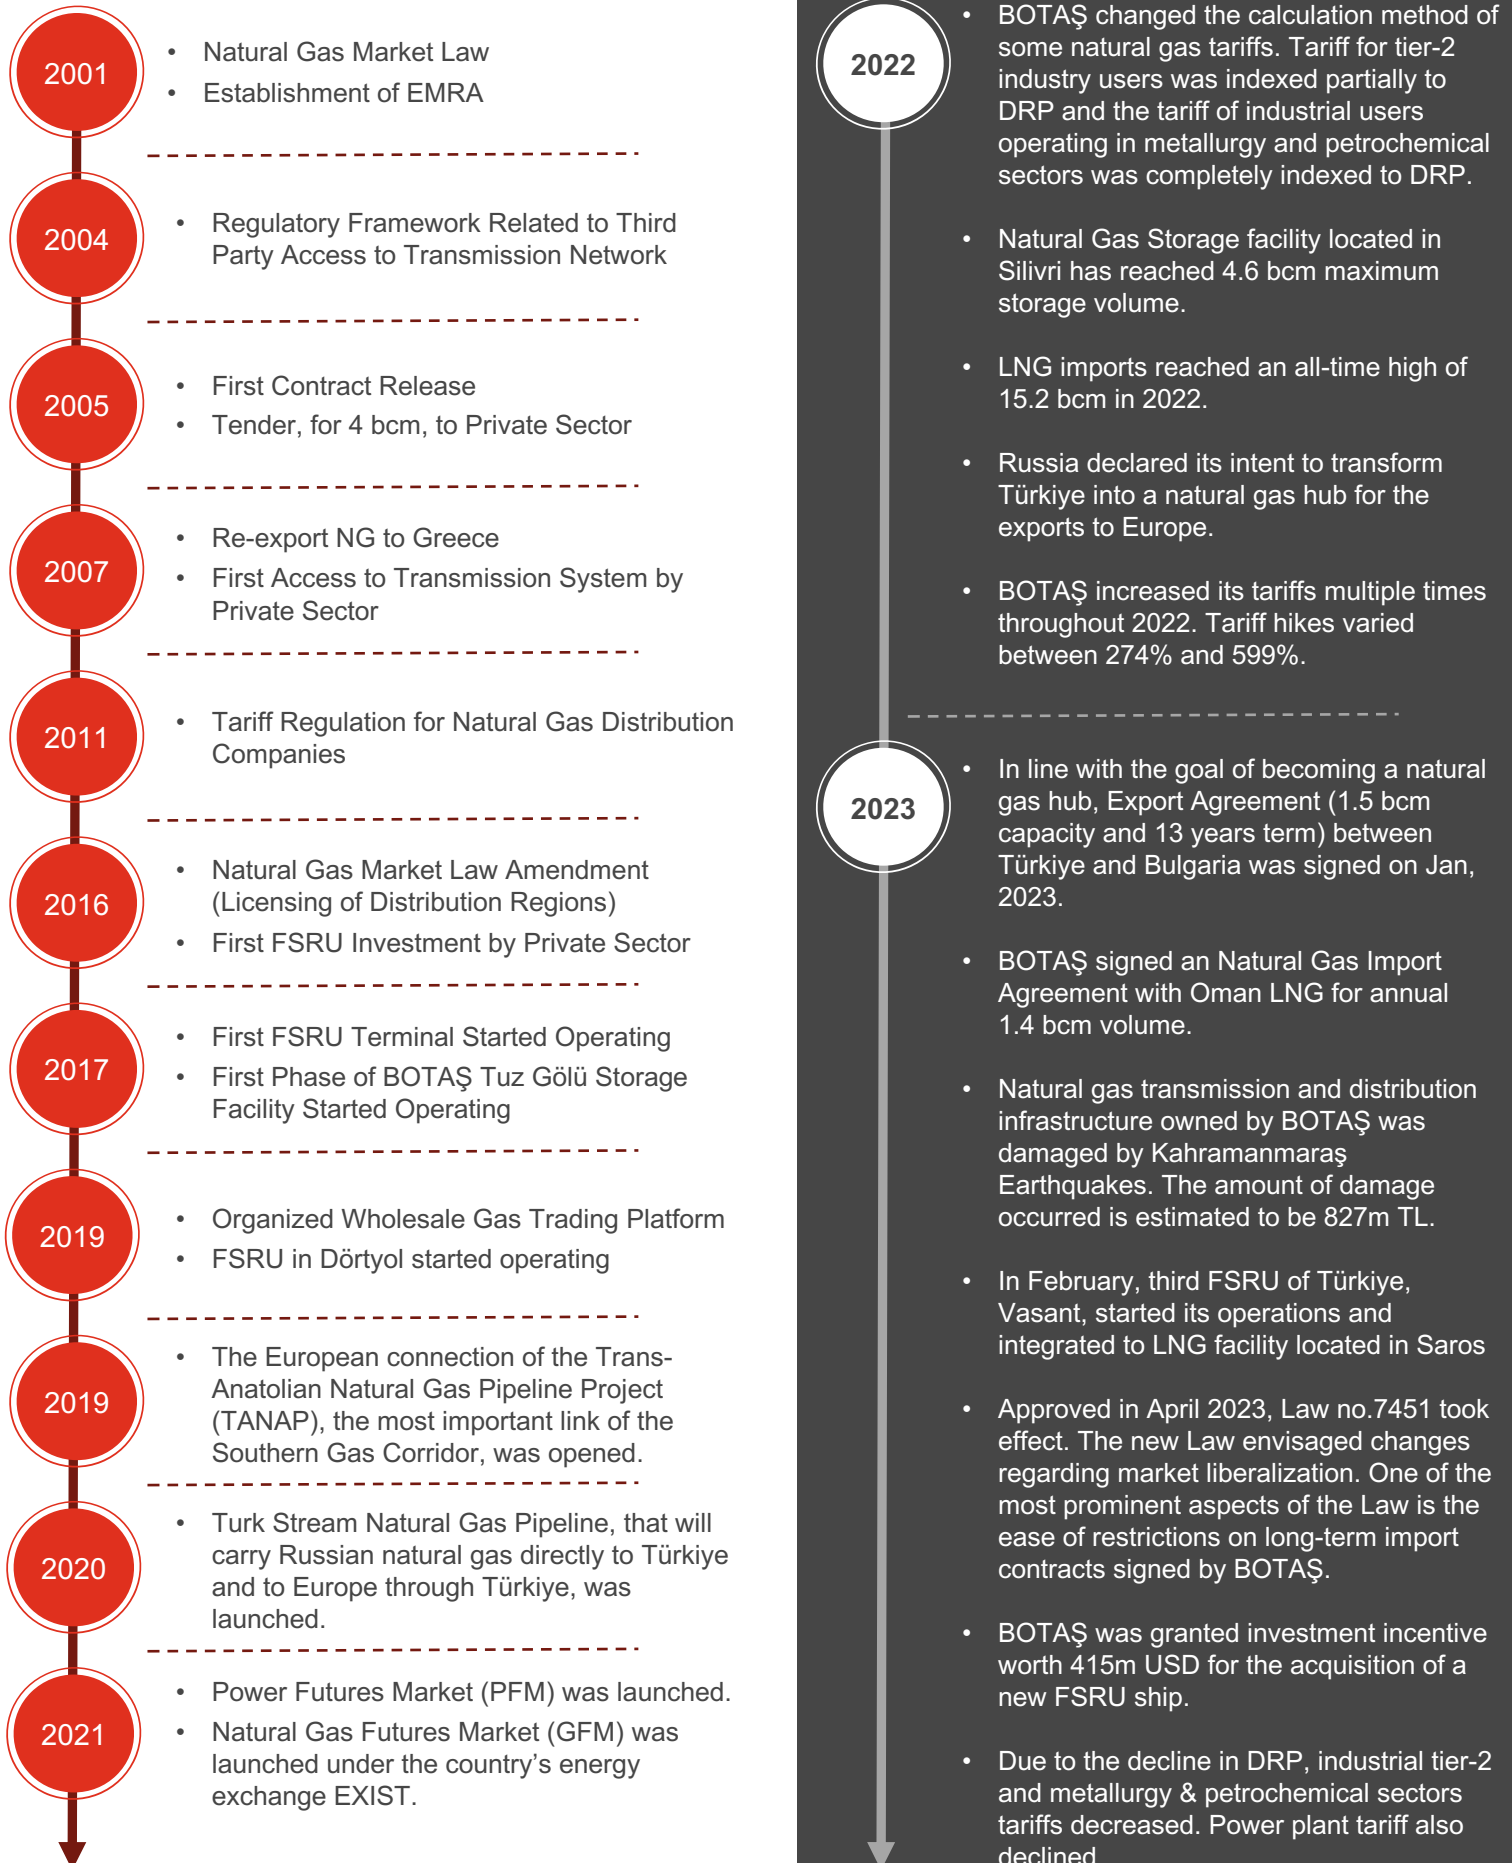 2001
• Natural Gas Market Law
• Establishment of EMRA
2004
• Regulatory Framework Related to Third
Party Access to Transmission Network
2005
• First Contract Release
• Tender, for 4 bcm, to Private Sector
2007
• Re-export NG to Greece
• First Access to Transmission System by
Private Sector
2011
• Tariff Regulation for Natural Gas Distribution
Companies
2016
• Natural Gas Market Law Amendment
(Licensing of Distribution Regions)
• First FSRU Investment by Private Sector
2017
• First FSRU Terminal Started Operating
• First Phase of BOTAŞ Tuz Gölü Storage
Facility Started Operating
2019
• Organized Wholesale Gas Trading Platform
• FSRU in Dörtyol started operating
2019
• The European connection of the Trans-
Anatolian Natural Gas Pipeline Project
(TANAP), the most important link of the
Southern Gas Corridor, was opened.
2020
• Turk Stream Natural Gas Pipeline, that will
carry Russian natural gas directly to Türkiye
and to Europe through Türkiye, was
launched.
2021
• Power Futures Market (PFM) was launched.
• Natural Gas Futures Market (GFM) was
launched under the country’s energy
exchange EXIST.
2022
• BOTAŞ changed the calculation method of
some natural gas tariffs. Tariff for tier-2
industry users was indexed partially to
DRP and the tariff of industrial users
operating in metallurgy and petrochemical
sectors was completely indexed to DRP.
• Natural Gas Storage facility located in
Silivri has reached 4.6 bcm maximum
storage volume.
• LNG imports reached an all-time high of
15.2 bcm in 2022.
• Russia declared its intent to transform
Türkiye into a natural gas hub for the
exports to Europe.
• BOTAŞ increased its tariffs multiple times
throughout 2022. Tariff hikes varied
between 274% and 599%.
2023
• In line with the goal of becoming a natural
gas hub, Export Agreement (1.5 bcm
capacity and 13 years term) between
Türkiye and Bulgaria was signed on Jan,
2023.
• BOTAŞ signed an Natural Gas Import
Agreement with Oman LNG for annual
1.4 bcm volume.
• Natural gas transmission and distribution
infrastructure owned by BOTAŞ was
damaged by Kahramanmaraş
Earthquakes. The amount of damage
occurred is estimated to be 827m TL.
• In February, third FSRU of Türkiye,
Vasant, started its operations and
integrated to LNG facility located in Saros
• Approved in April 2023, Law no.7451 took
effect. The new Law envisaged changes
regarding market liberalization. One of the
most prominent aspects of the Law is the
ease of restrictions on long-term import
contracts signed by BOTAŞ.
• BOTAŞ was granted investment incentive
worth 415m USD for the acquisition of a
new FSRU ship.
• Due to the decline in DRP, industrial tier-2
and metallurgy & petrochemical sectors
tariffs decreased. Power plant tariff also
declined